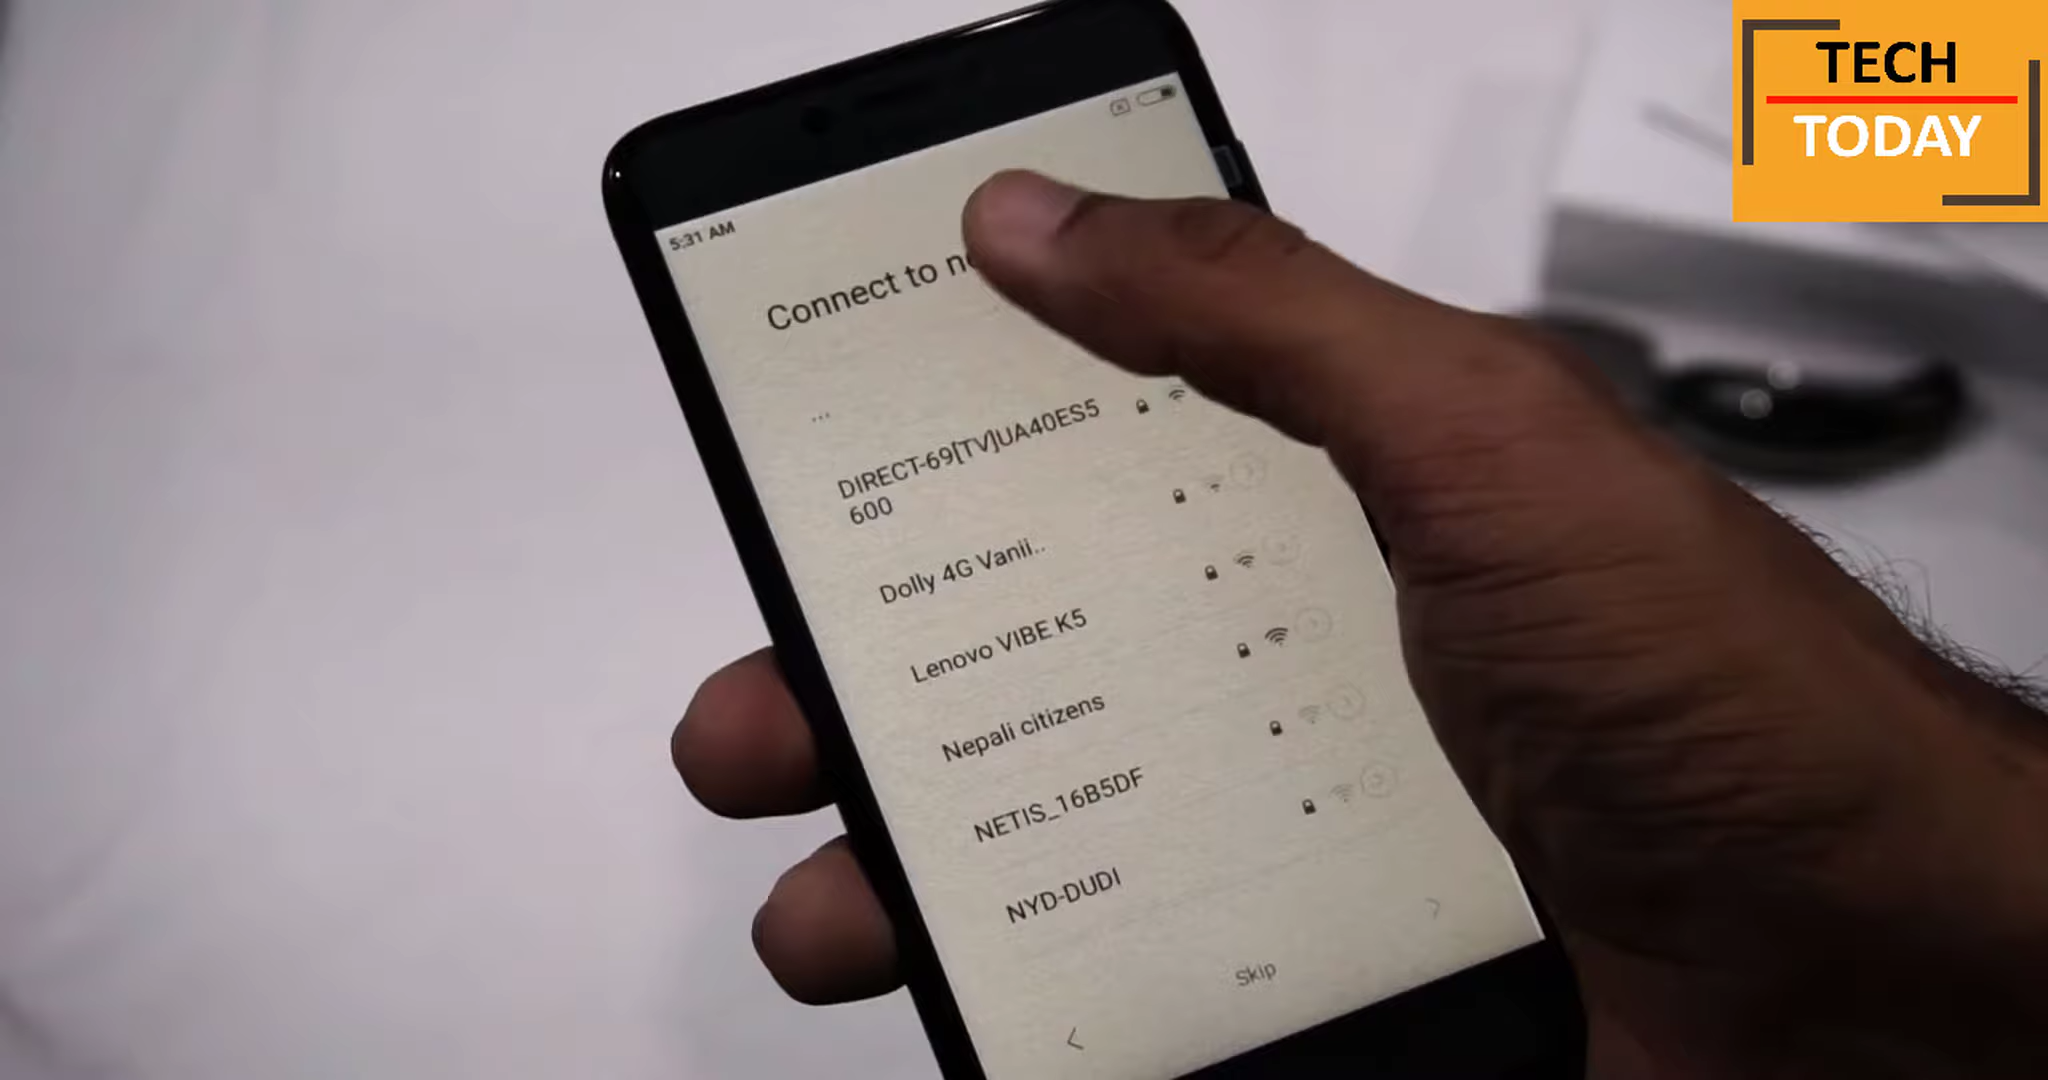 TECH
TODAY
5:31 AM
Connect to
...
DIRECT-69[TV]UA40ES5
600
Dolly 4G Vanii..
Lenovo VIBE K5
Nepali citizens
NETIS_16B5DF
NYD-DUDI
Skip